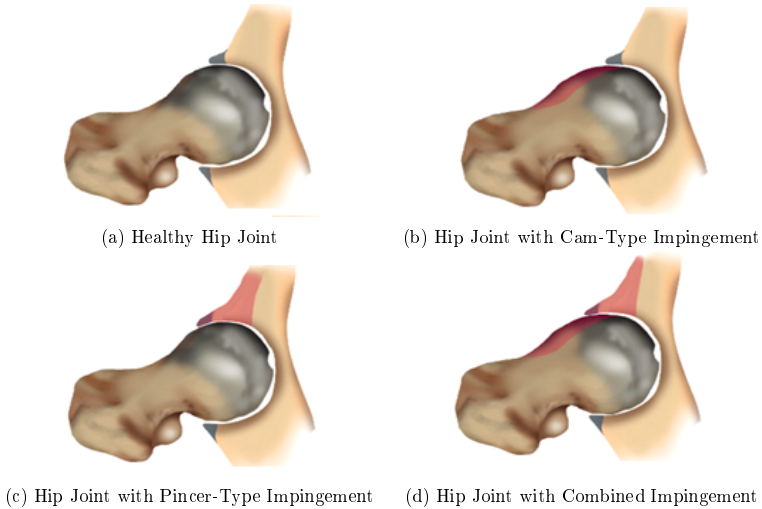 (a) Healthy Hip Joint
(b) Hip Joint with Cam-Type Impingement
(c) Hip Joint with Pincer-Type Impingement
(d) Hip Joint with Combined Impingement